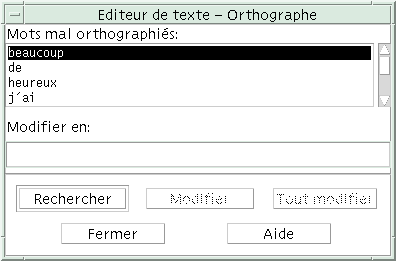 Editeur de texte – Orthographe
Mots mal orthographiés:
beaucoup
de
heureux
j´ai
Modifier en:
Rechercher Modifier Tout modifier
Fermer Aide